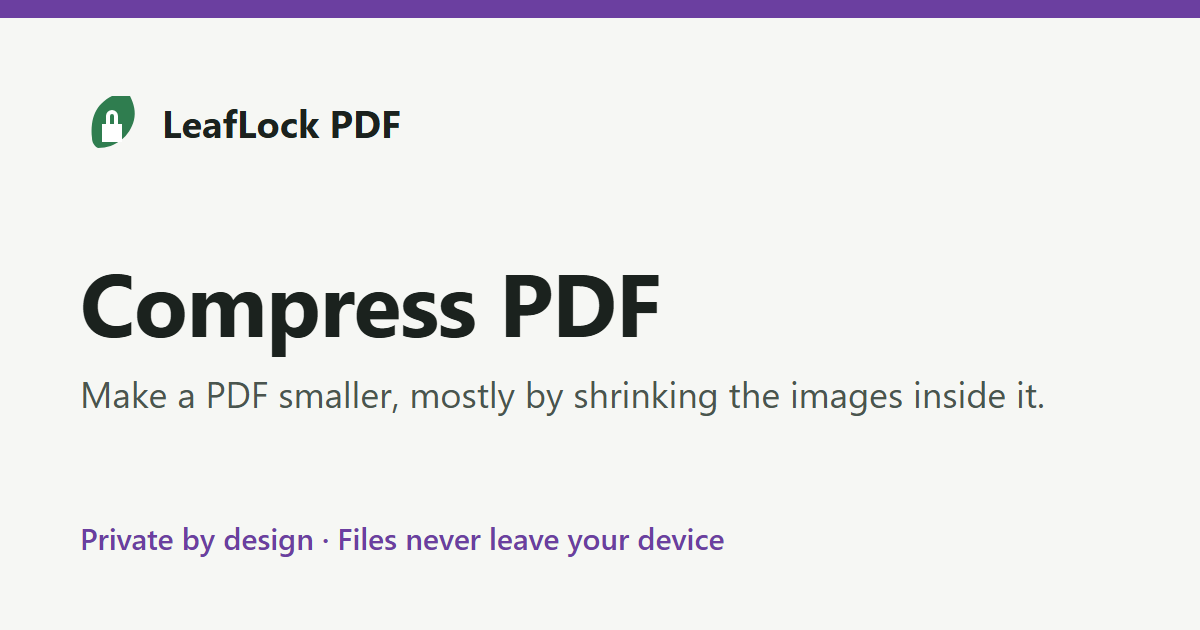 LeafLock PDF
Compress PDF
Make a PDF smaller, mostly by shrinking the images inside it.
Private by design · Files never leave your device